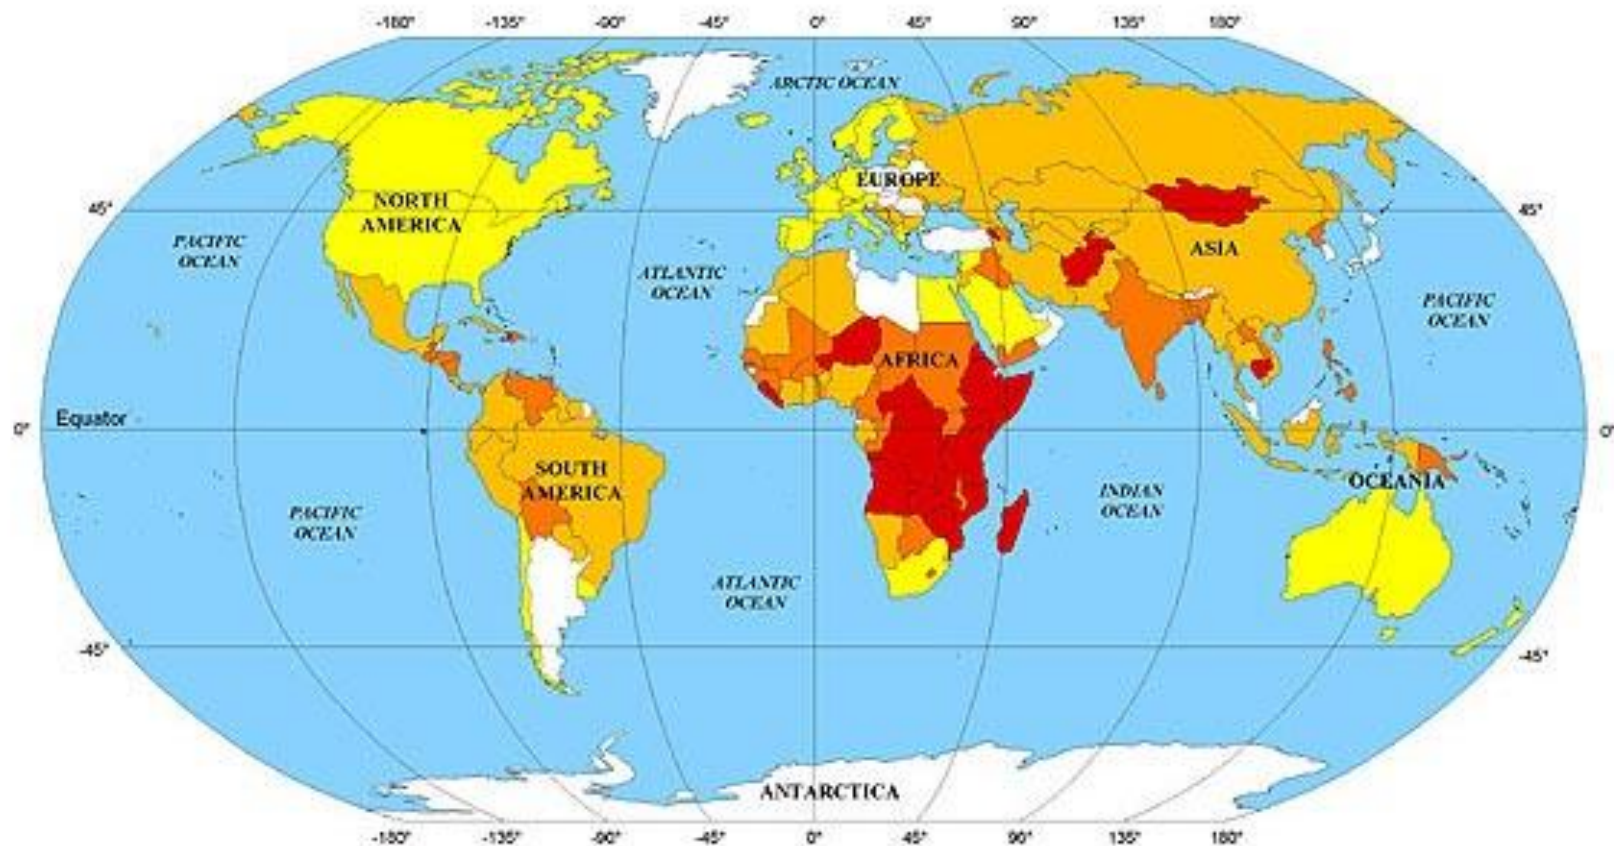 -180° -135° -90° -45° 0° 45° 90° 135° 180°
ARCTIC OCEAN
EUROPE
NORTH
AMERICA
45°
45°
PACIFIC
OCEAN
ASIA
ATLANTIC
OCEAN
PACIFIC
OCEAN
AFRICA
Equator
0°
0°
SOUTH
AMERICA
OCEANIA
INDIAN
OCEAN
PACIFIC
OCEAN
ATLANTIC
OCEAN
-45°
-45°
ANTARCTICA
-180° -135° -90° -45° 0° 45° 90° 135° 180°